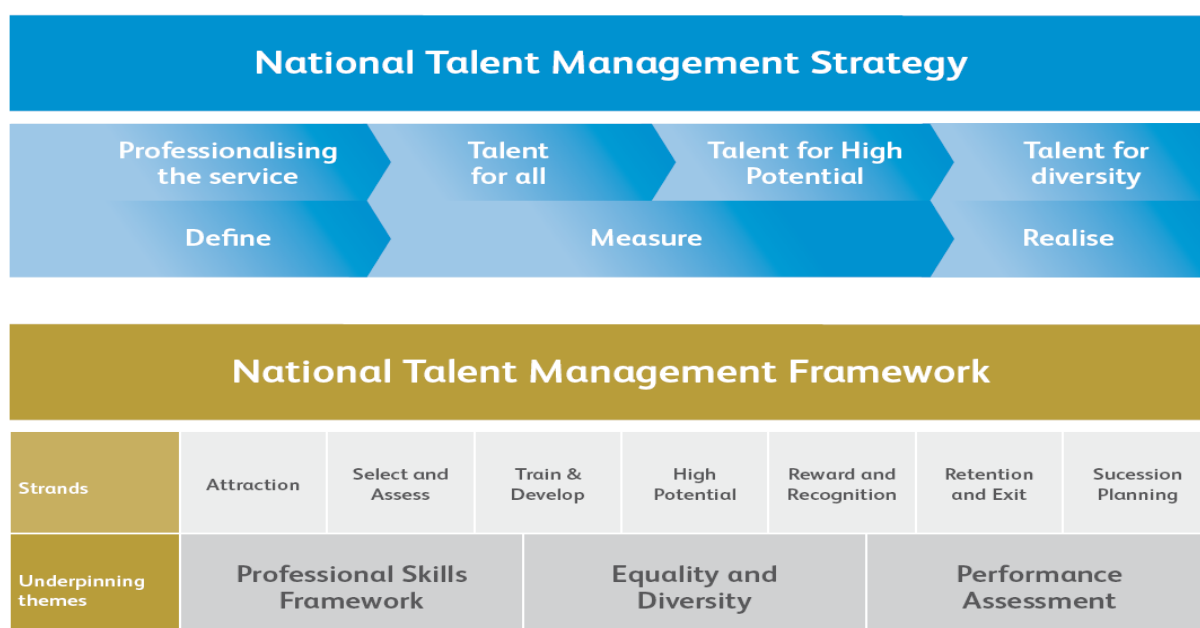 National Talent Management Strategy
Professionalising
the service
Talent
for all
Talent for High
Potential
Talent for
diversity
Define
Measure
Realise
National Talent Management Framework
Strands
Attraction
Select and
Assess
Train &
Develop
High
Potential
Reward and
Recognition
Retention
and Exit
Sucession
Planning
Underpinning
themes
Professional Skills
Framework
Equality and
Diversity
Performance
Assessment